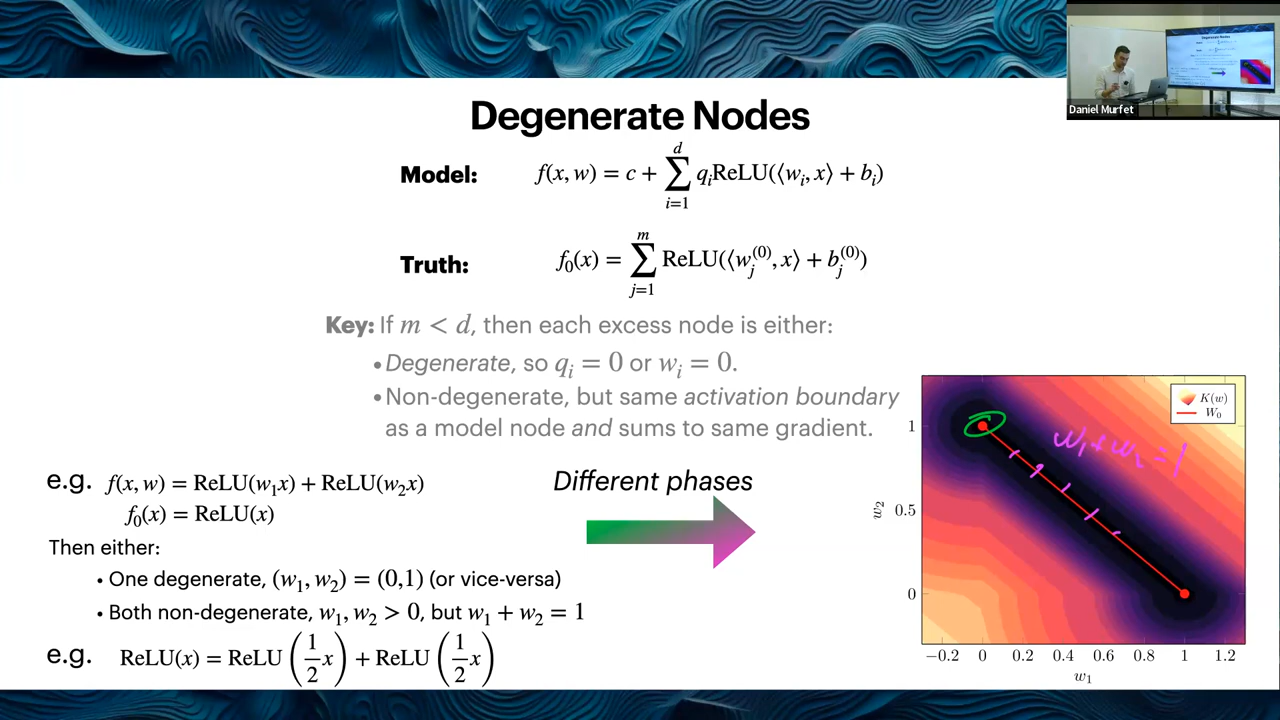 Daniel Murfet
Degenerate Nodes
Model: f(x, w) = c + ∑_{i=1}^{d} q_i ReLU(⟨w_i, x⟩ + b_i)
Truth: f_0(x) = ∑_{j=1}^{m} ReLU(⟨w_j^{(0)}, x⟩ + b_j^{(0)})
Key: If m < d, then each excess node is either:
• Degenerate, so q_i = 0 or w_i = 0.
• Non-degenerate, but same activation boundary
as a model node and sums to same gradient.
e.g. f(x, w) = ReLU(w_1x) + ReLU(w_2x)
f_0(x) = ReLU(x)
Then either:
• One degenerate, (w_1, w_2) = (0,1) (or vice-versa)
• Both non-degenerate, w_1, w_2 > 0, but w_1 + w_2 = 1
e.g. ReLU(x) = ReLU(1/2 x) + ReLU(1/2 x)
Different phases
K(w)
W_0
w_1+w_2=1
1
0.5
0
w_2
−0.2 0 0.2 0.4 0.6 0.8 1 1.2
w_1